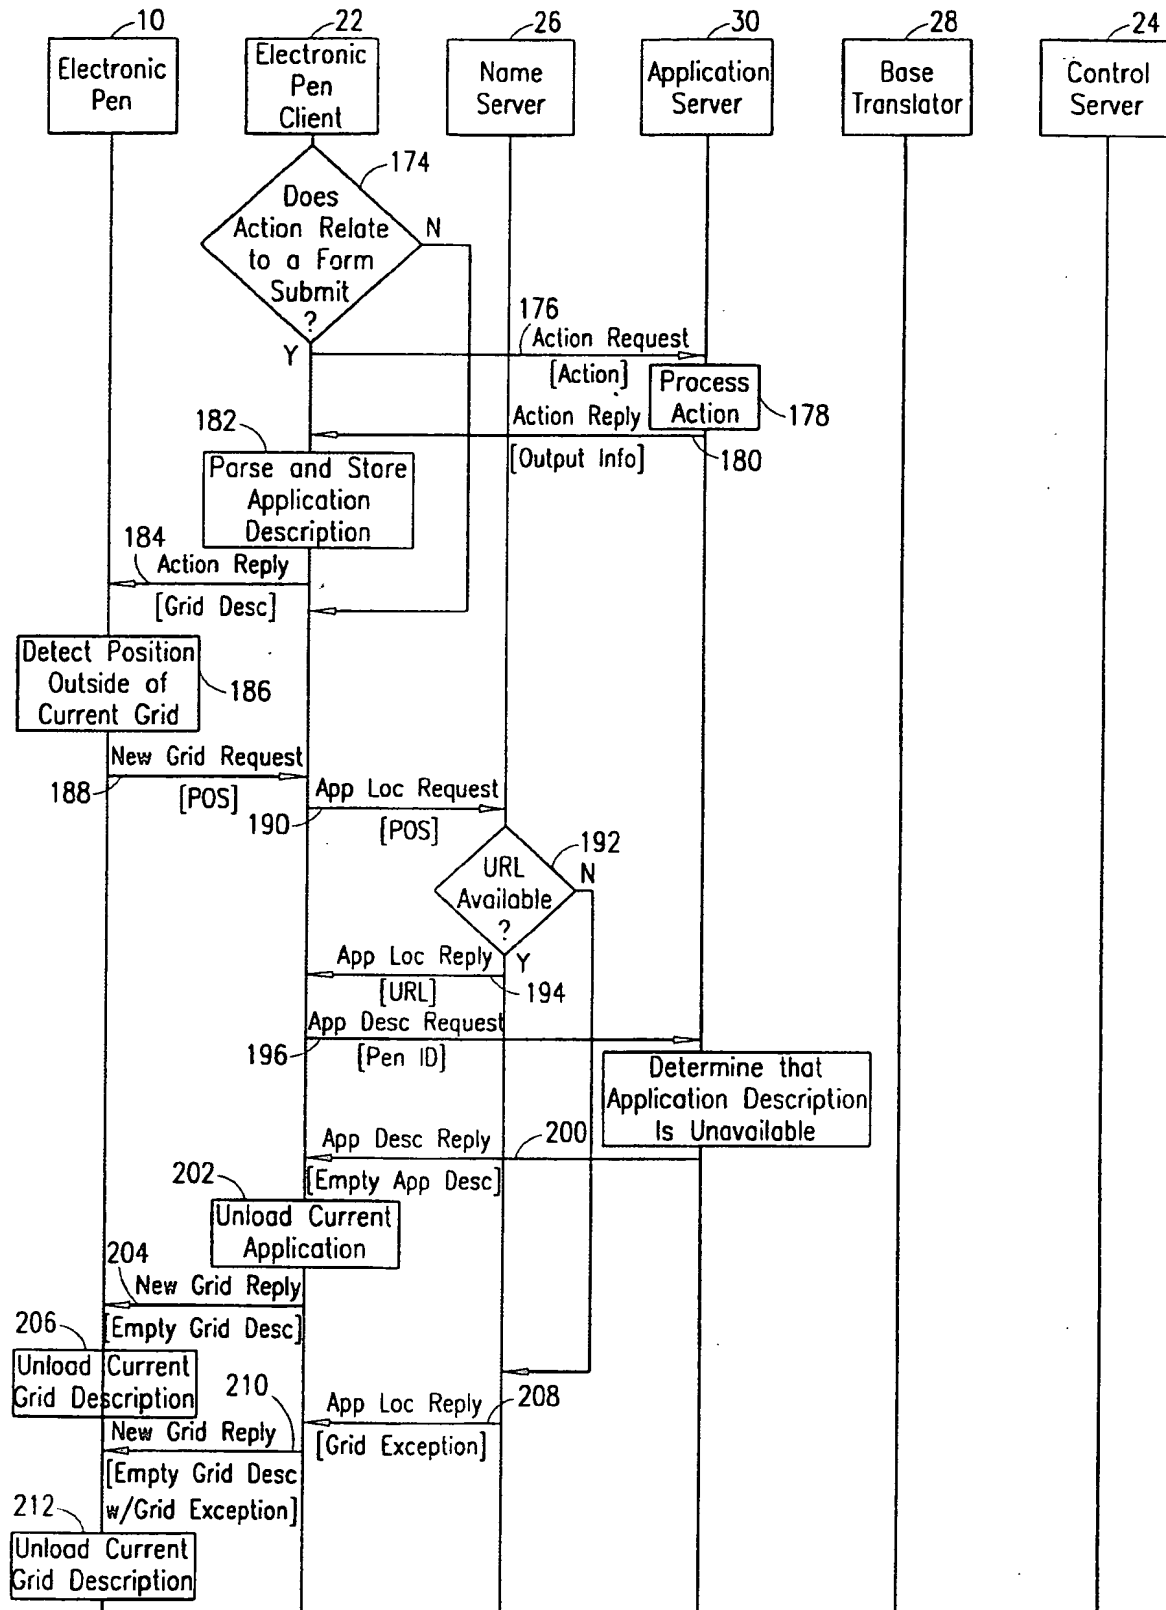 10
22
26
30
28
24
Electronic
Pen
Electronic
Pen
Client
Name
Server
Application
Server
Base
Translator
Control
Server
174
Does
Action Relate
to a Form
Submit
?
N
Y
176
Action Request
[Action]
Process
Action
178
Action Reply
[Output Info]
180
182
Parse and Store
Application
Description
184
Action Reply
[Grid Desc]
Detect Position
Outside of
Current Grid
186
New Grid Request
188
[POS]
App Loc Request
190
[POS]
192
URL
Available
?
N
Y
App Loc Reply
[URL]
194
App Desc Request
196
[Pen ID]
Determine that
Application Description
Is Unavailable
App Desc Reply
200
[Empty App Desc]
202
Unload Current
Application
204
New Grid Reply
[Empty Grid Desc]
206
Unload Current
Grid Description
App Loc Reply
208
[Grid Exception]
210
New Grid Reply
[Empty Grid Desc
w/Grid Exception]
212
Unload Current
Grid Description